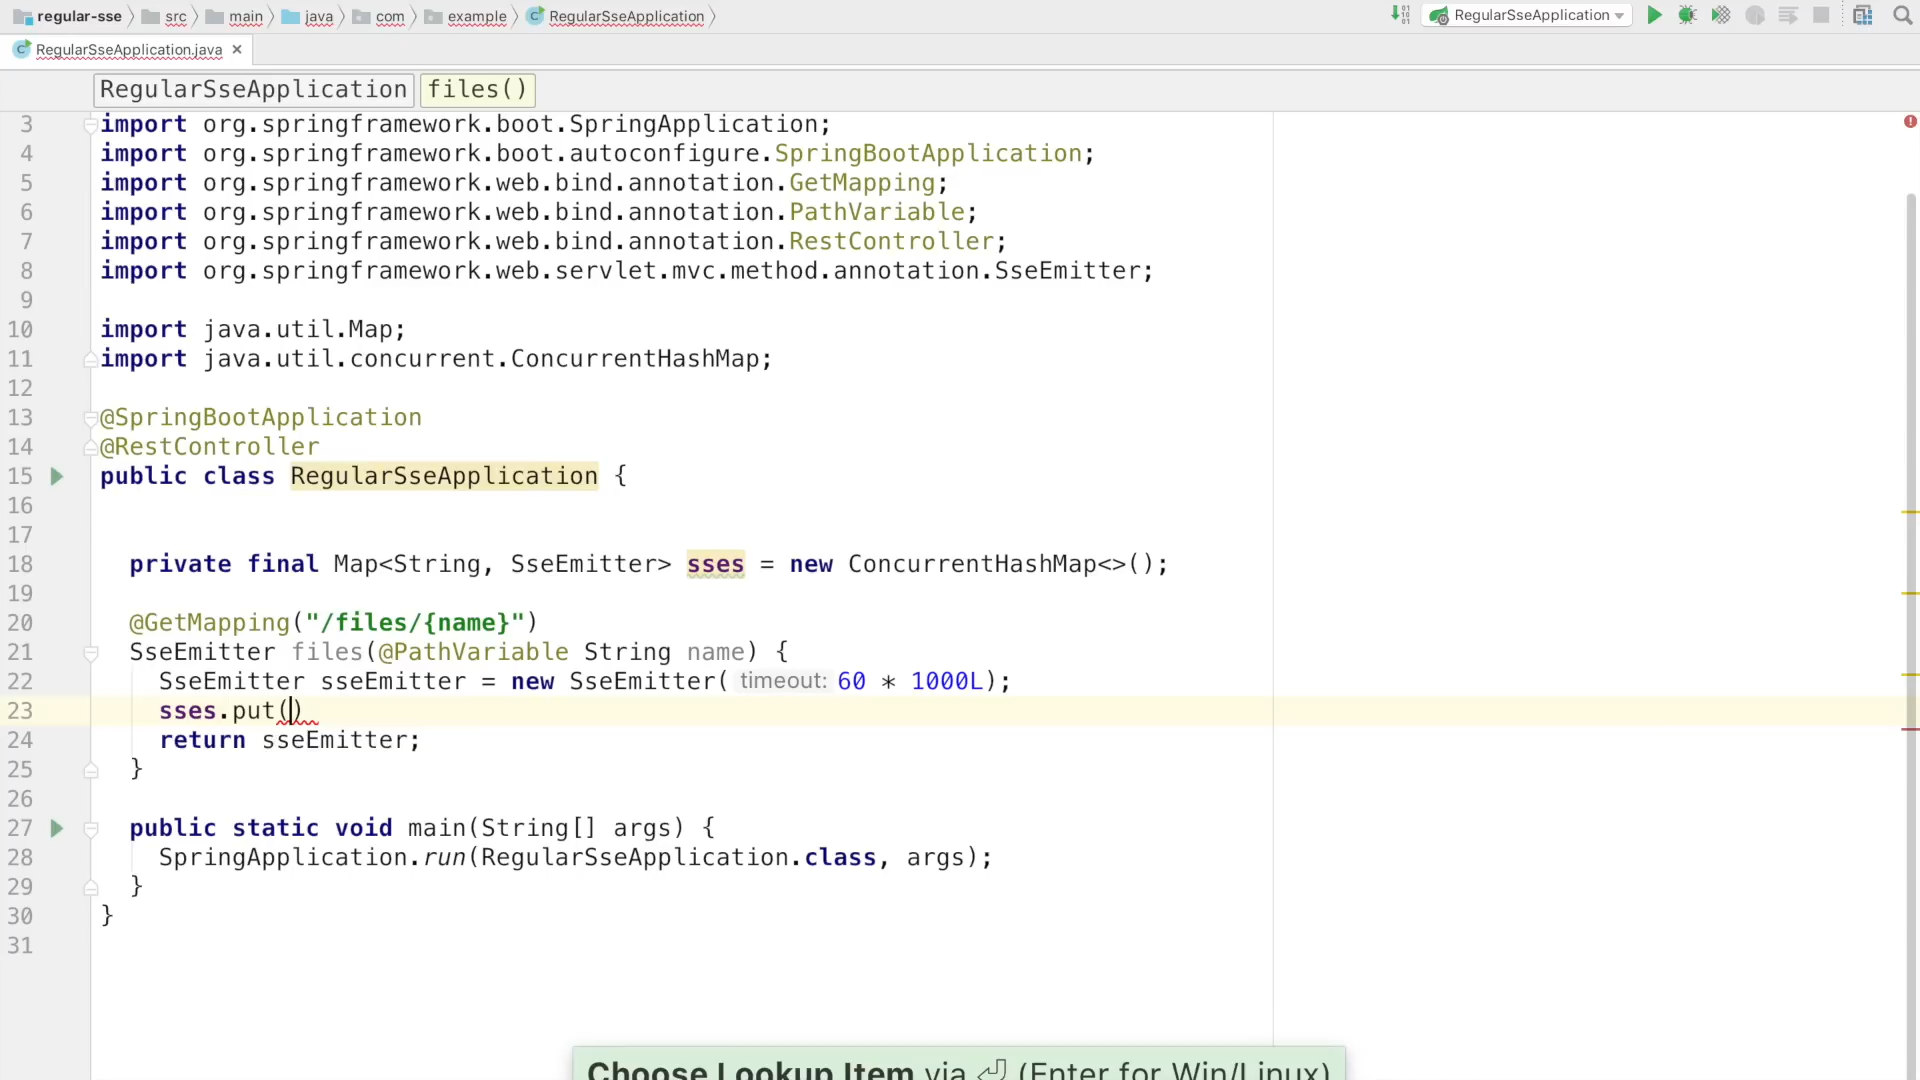 regular-sse src main java com example RegularSseApplication RegularSseApplication
RegularSseApplication.java
RegularSseApplication files()
3 import org.springframework.boot.SpringApplication;
4 import org.springframework.boot.autoconfigure.SpringBootApplication;
5 import org.springframework.web.bind.annotation.GetMapping;
6 import org.springframework.web.bind.annotation.PathVariable;
7 import org.springframework.web.bind.annotation.RestController;
8 import org.springframework.web.servlet.mvc.method.annotation.SseEmitter;
9
10 import java.util.Map;
11 import java.util.concurrent.ConcurrentHashMap;
12
13 @SpringBootApplication
14 @RestController
15 public class RegularSseApplication {
16
17
18 private final Map<String, SseEmitter> sses = new ConcurrentHashMap<>();
19
20 @GetMapping("/files/{name}")
21 SseEmitter files(@PathVariable String name) {
22 SseEmitter sseEmitter = new SseEmitter( timeout: 60 * 1000L);
23 sses.put()
24 return sseEmitter;
25 }
26
27 public static void main(String[] args) {
28 SpringApplication.run(RegularSseApplication.class, args);
29 }
30 }
31
Choose Lookup Item via ⏎ (Enter for Win/Linux)